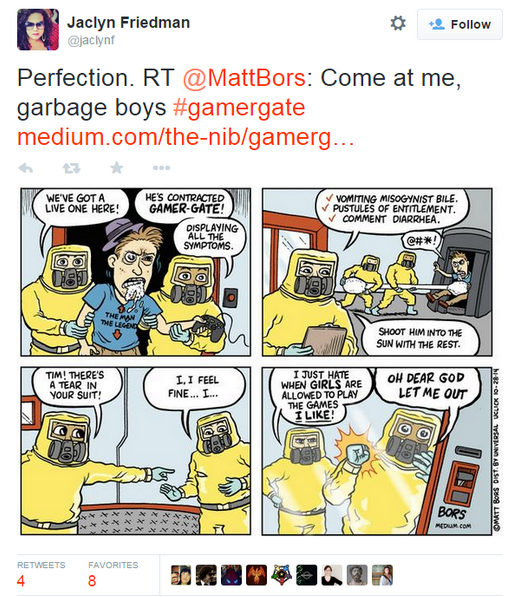 Jaclyn Friedman
@jaclynf
Follow
Perfection. RT @MattBors: Come at me,
garbage boys #gamergate
medium.com/the-nib/gamerg…
WE'VE GOT A
LIVE ONE HERE!
HE'S CONTRACTED
GAMER-GATE!
DISPLAYING
ALL THE
SYMPTOMS.
THE MAN
THE LEGEND
✓ VOMITING MISOGYNIST BILE.
✓ PUSTULES OF ENTITLEMENT.
✓ COMMENT DIARRHEA.
@#*!
SHOOT HIM INTO THE
SUN WITH THE REST.
TIM! THERE'S
A TEAR IN
YOUR SUIT!
I, I FEEL
FINE... I...
I JUST HATE
WHEN GIRLS ARE
ALLOWED TO PLAY
THE GAMES
I LIKE!
OH DEAR GOD
LET ME OUT
BORS
MEDIUM.COM
©MATT BORS DIST. BY UNIVERSAL UCLICK 10-28-14
RETWEETS
FAVORITES
4
8